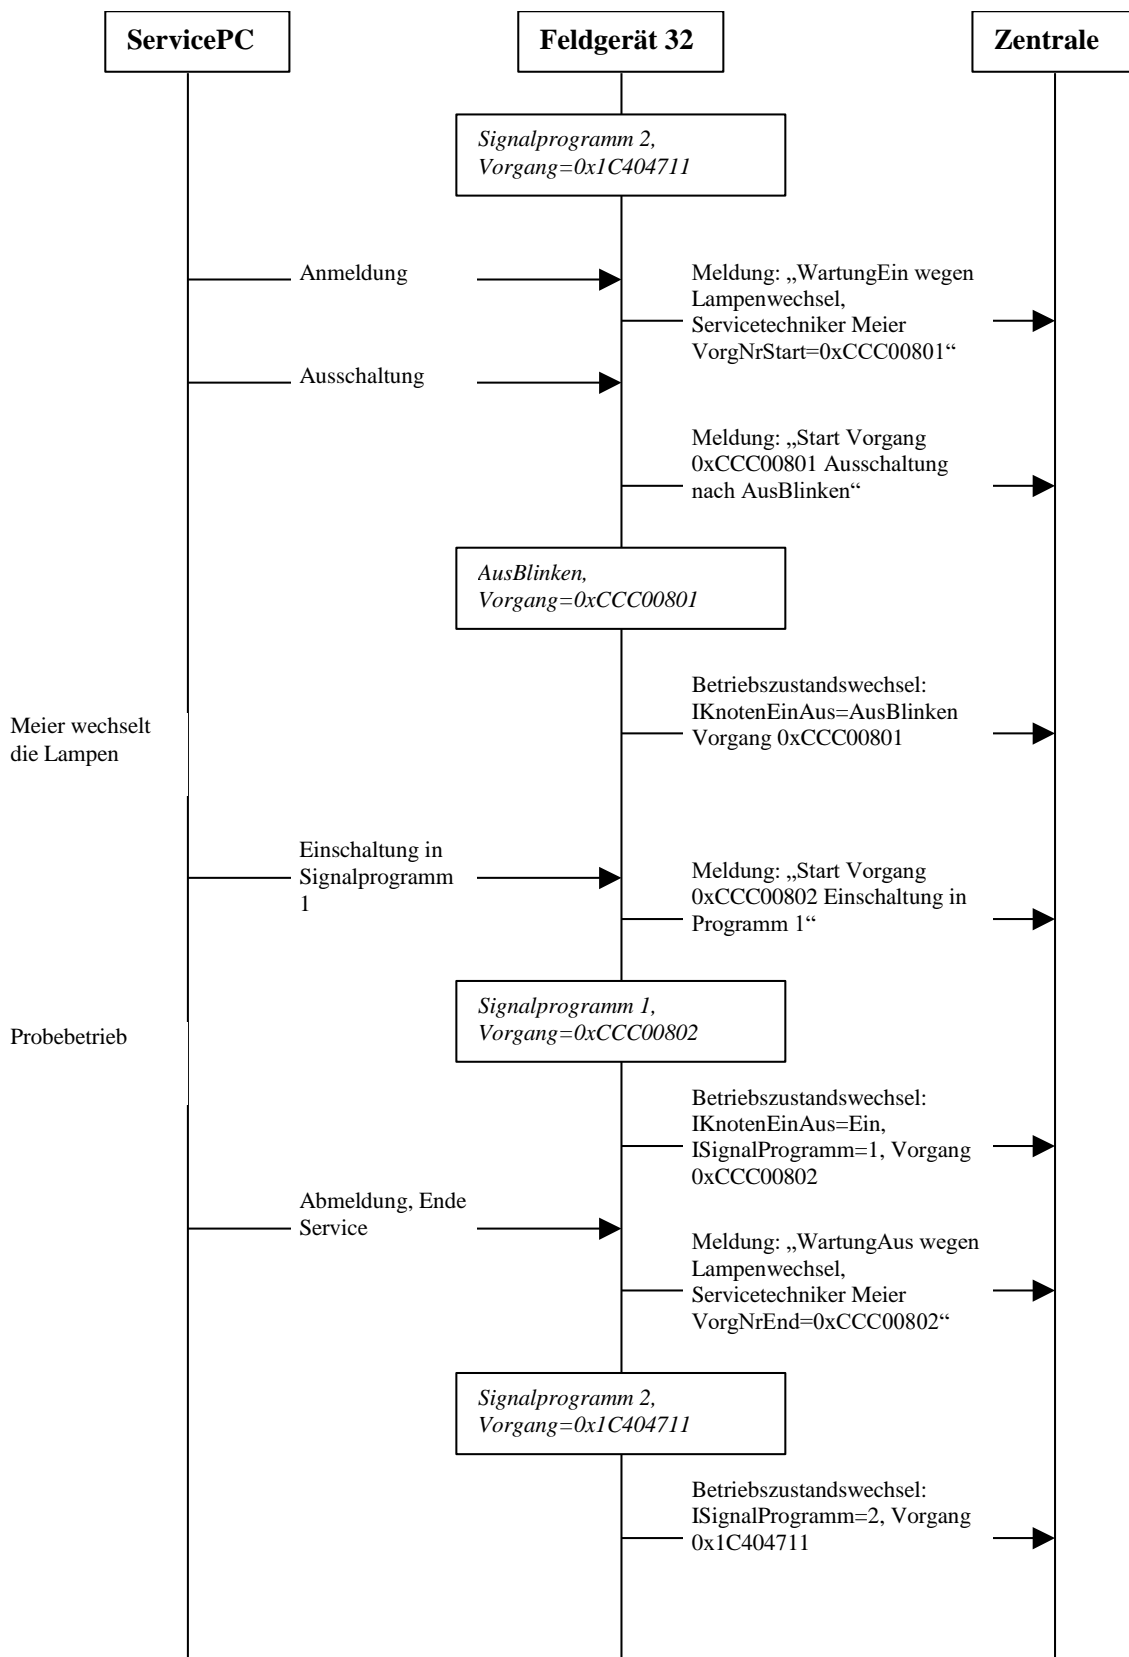 ServicePC
Feldgerät 32
Zentrale
Signalprogramm 2,
Vorgang=0x1C404711
Anmeldung
Meldung: „WartungEin wegen
Lampenwechsel,
Servicetechniker Meier
VorgNrStart=0xCCC00801“
Ausschaltung
Meldung: „Start Vorgang
0xCCC00801 Ausschaltung
nach AusBlinken“
AusBlinken,
Vorgang=0xCCC00801
Betriebszustandswechsel:
IKnotenEinAus=AusBlinken
Vorgang 0xCCC00801
Meier wechselt
die Lampen
Einschaltung in
Signalprogramm
1
Meldung: „Start Vorgang
0xCCC00802 Einschaltung in
Programm 1“
Signalprogramm 1,
Vorgang=0xCCC00802
Probebetrieb
Betriebszustandswechsel:
IKnotenEinAus=Ein,
ISignalProgramm=1, Vorgang
0xCCC00802
Abmeldung, Ende
Service
Meldung: „WartungAus wegen
Lampenwechsel,
Servicetechniker Meier
VorgNrEnd=0xCCC00802“
Signalprogramm 2,
Vorgang=0x1C404711
Betriebszustandswechsel:
ISignalProgramm=2, Vorgang
0x1C404711